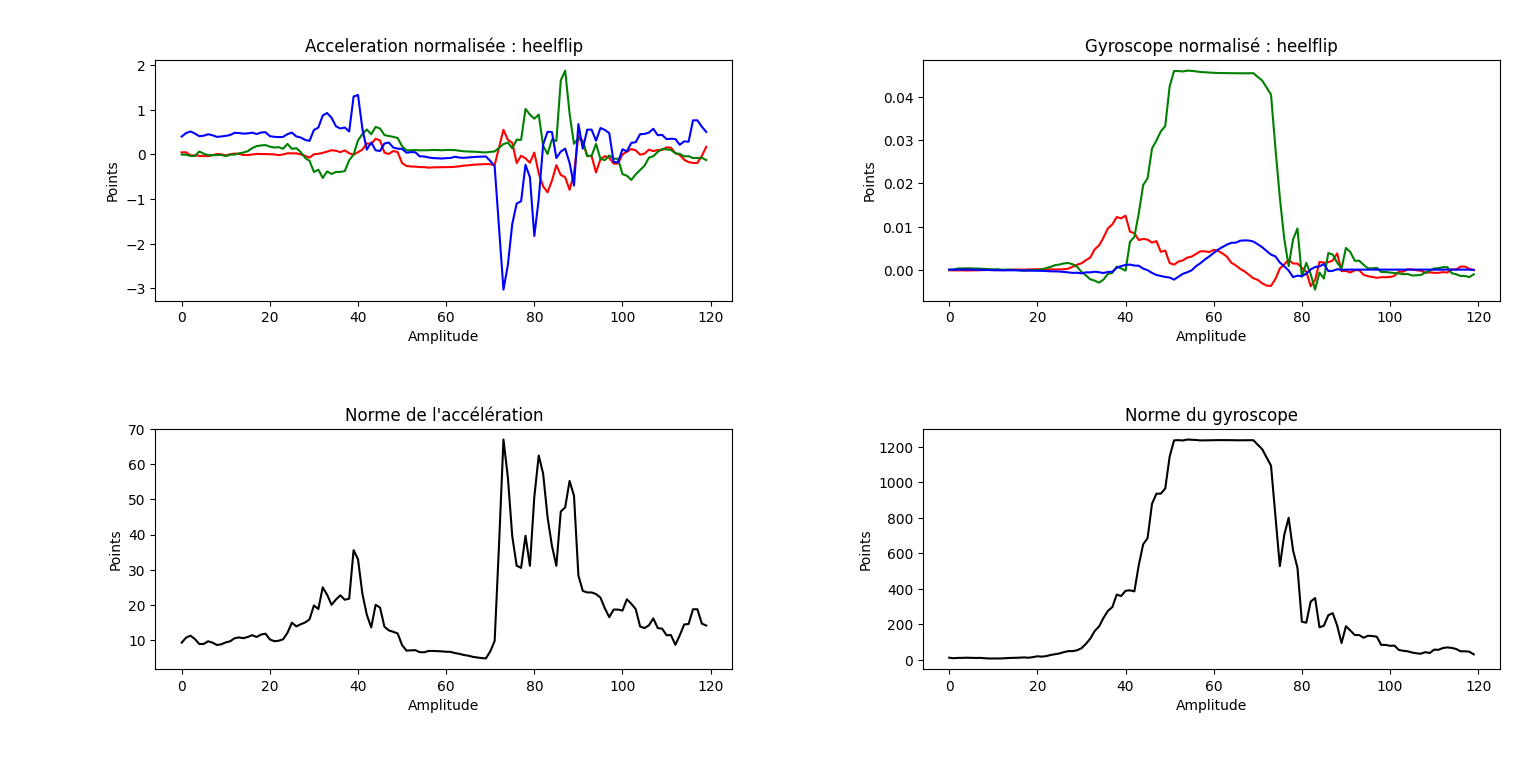 Acceleration normalisée : heelflip
2
1
0
−1
−2
−3
Points
0 20 40 60 80 100 120
Amplitude
Gyroscope normalisé : heelflip
0.04
0.03
0.02
0.01
0.00
Points
0 20 40 60 80 100 120
Amplitude
Norme de l'accélération
70
60
50
40
30
20
10
Points
0 20 40 60 80 100 120
Amplitude
Norme du gyroscope
1200
1000
800
600
400
200
0
Points
0 20 40 60 80 100 120
Amplitude